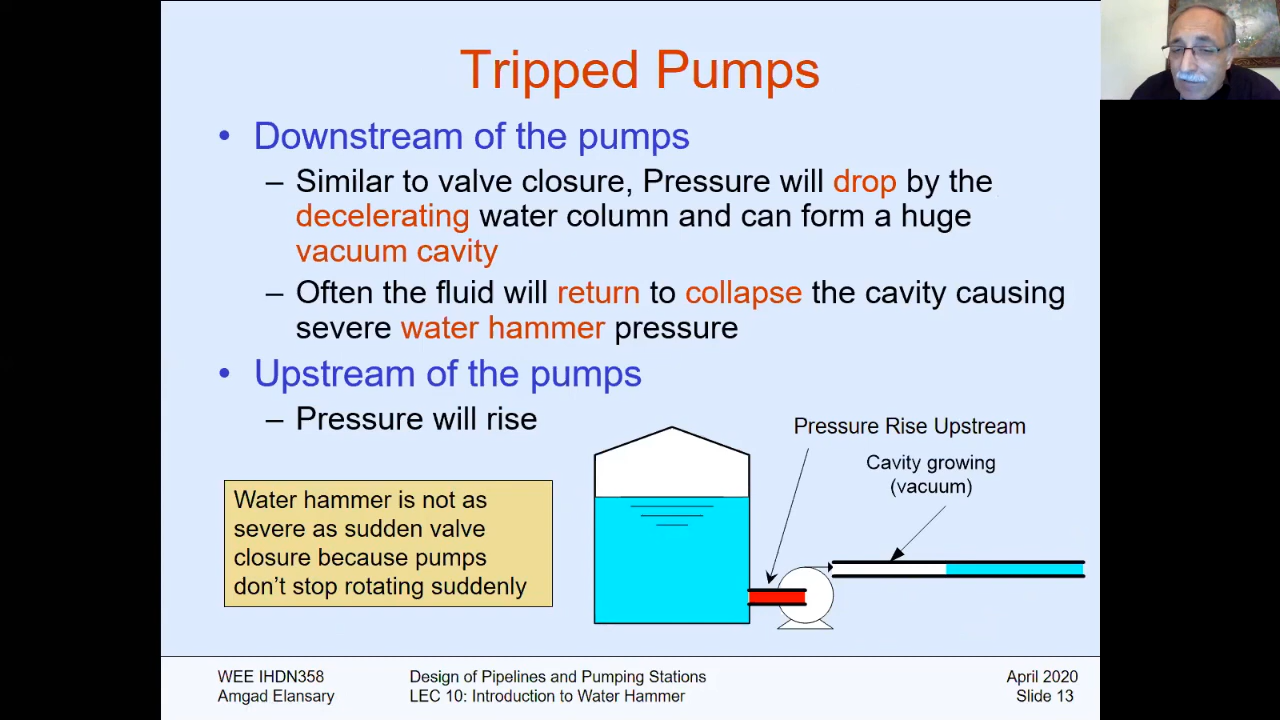 Tripped Pumps
• Downstream of the pumps
– Similar to valve closure, Pressure will drop by the
decelerating water column and can form a huge
vacuum cavity
– Often the fluid will return to collapse the cavity causing
severe water hammer pressure
• Upstream of the pumps
– Pressure will rise
Pressure Rise Upstream
Cavity growing
(vacuum)
Water hammer is not as
severe as sudden valve
closure because pumps
don't stop rotating suddenly
WEE IHDN358
Amgad Elansary
Design of Pipelines and Pumping Stations
LEC 10: Introduction to Water Hammer
April 2020
Slide 13